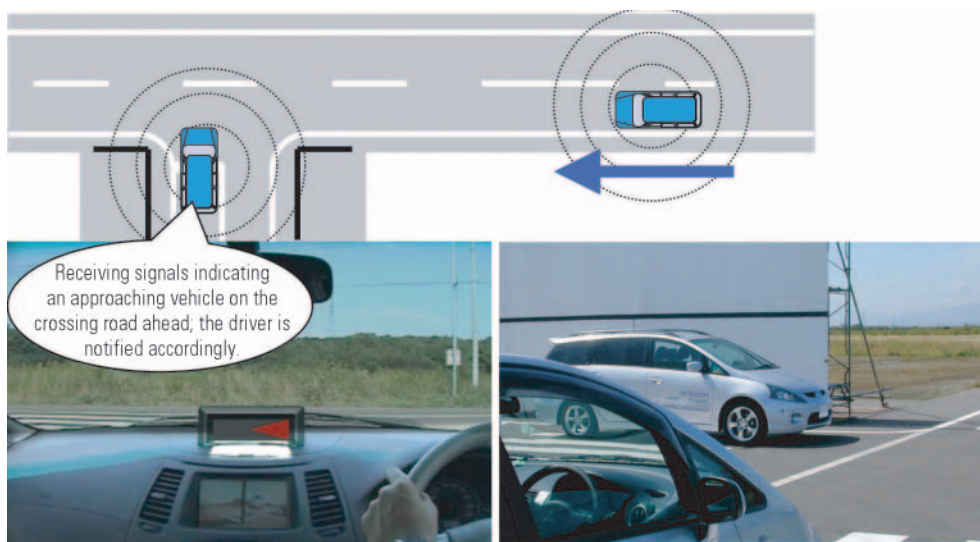 Receiving signals indicating
an approaching vehicle on the
crossing road ahead; the driver is
notified accordingly.